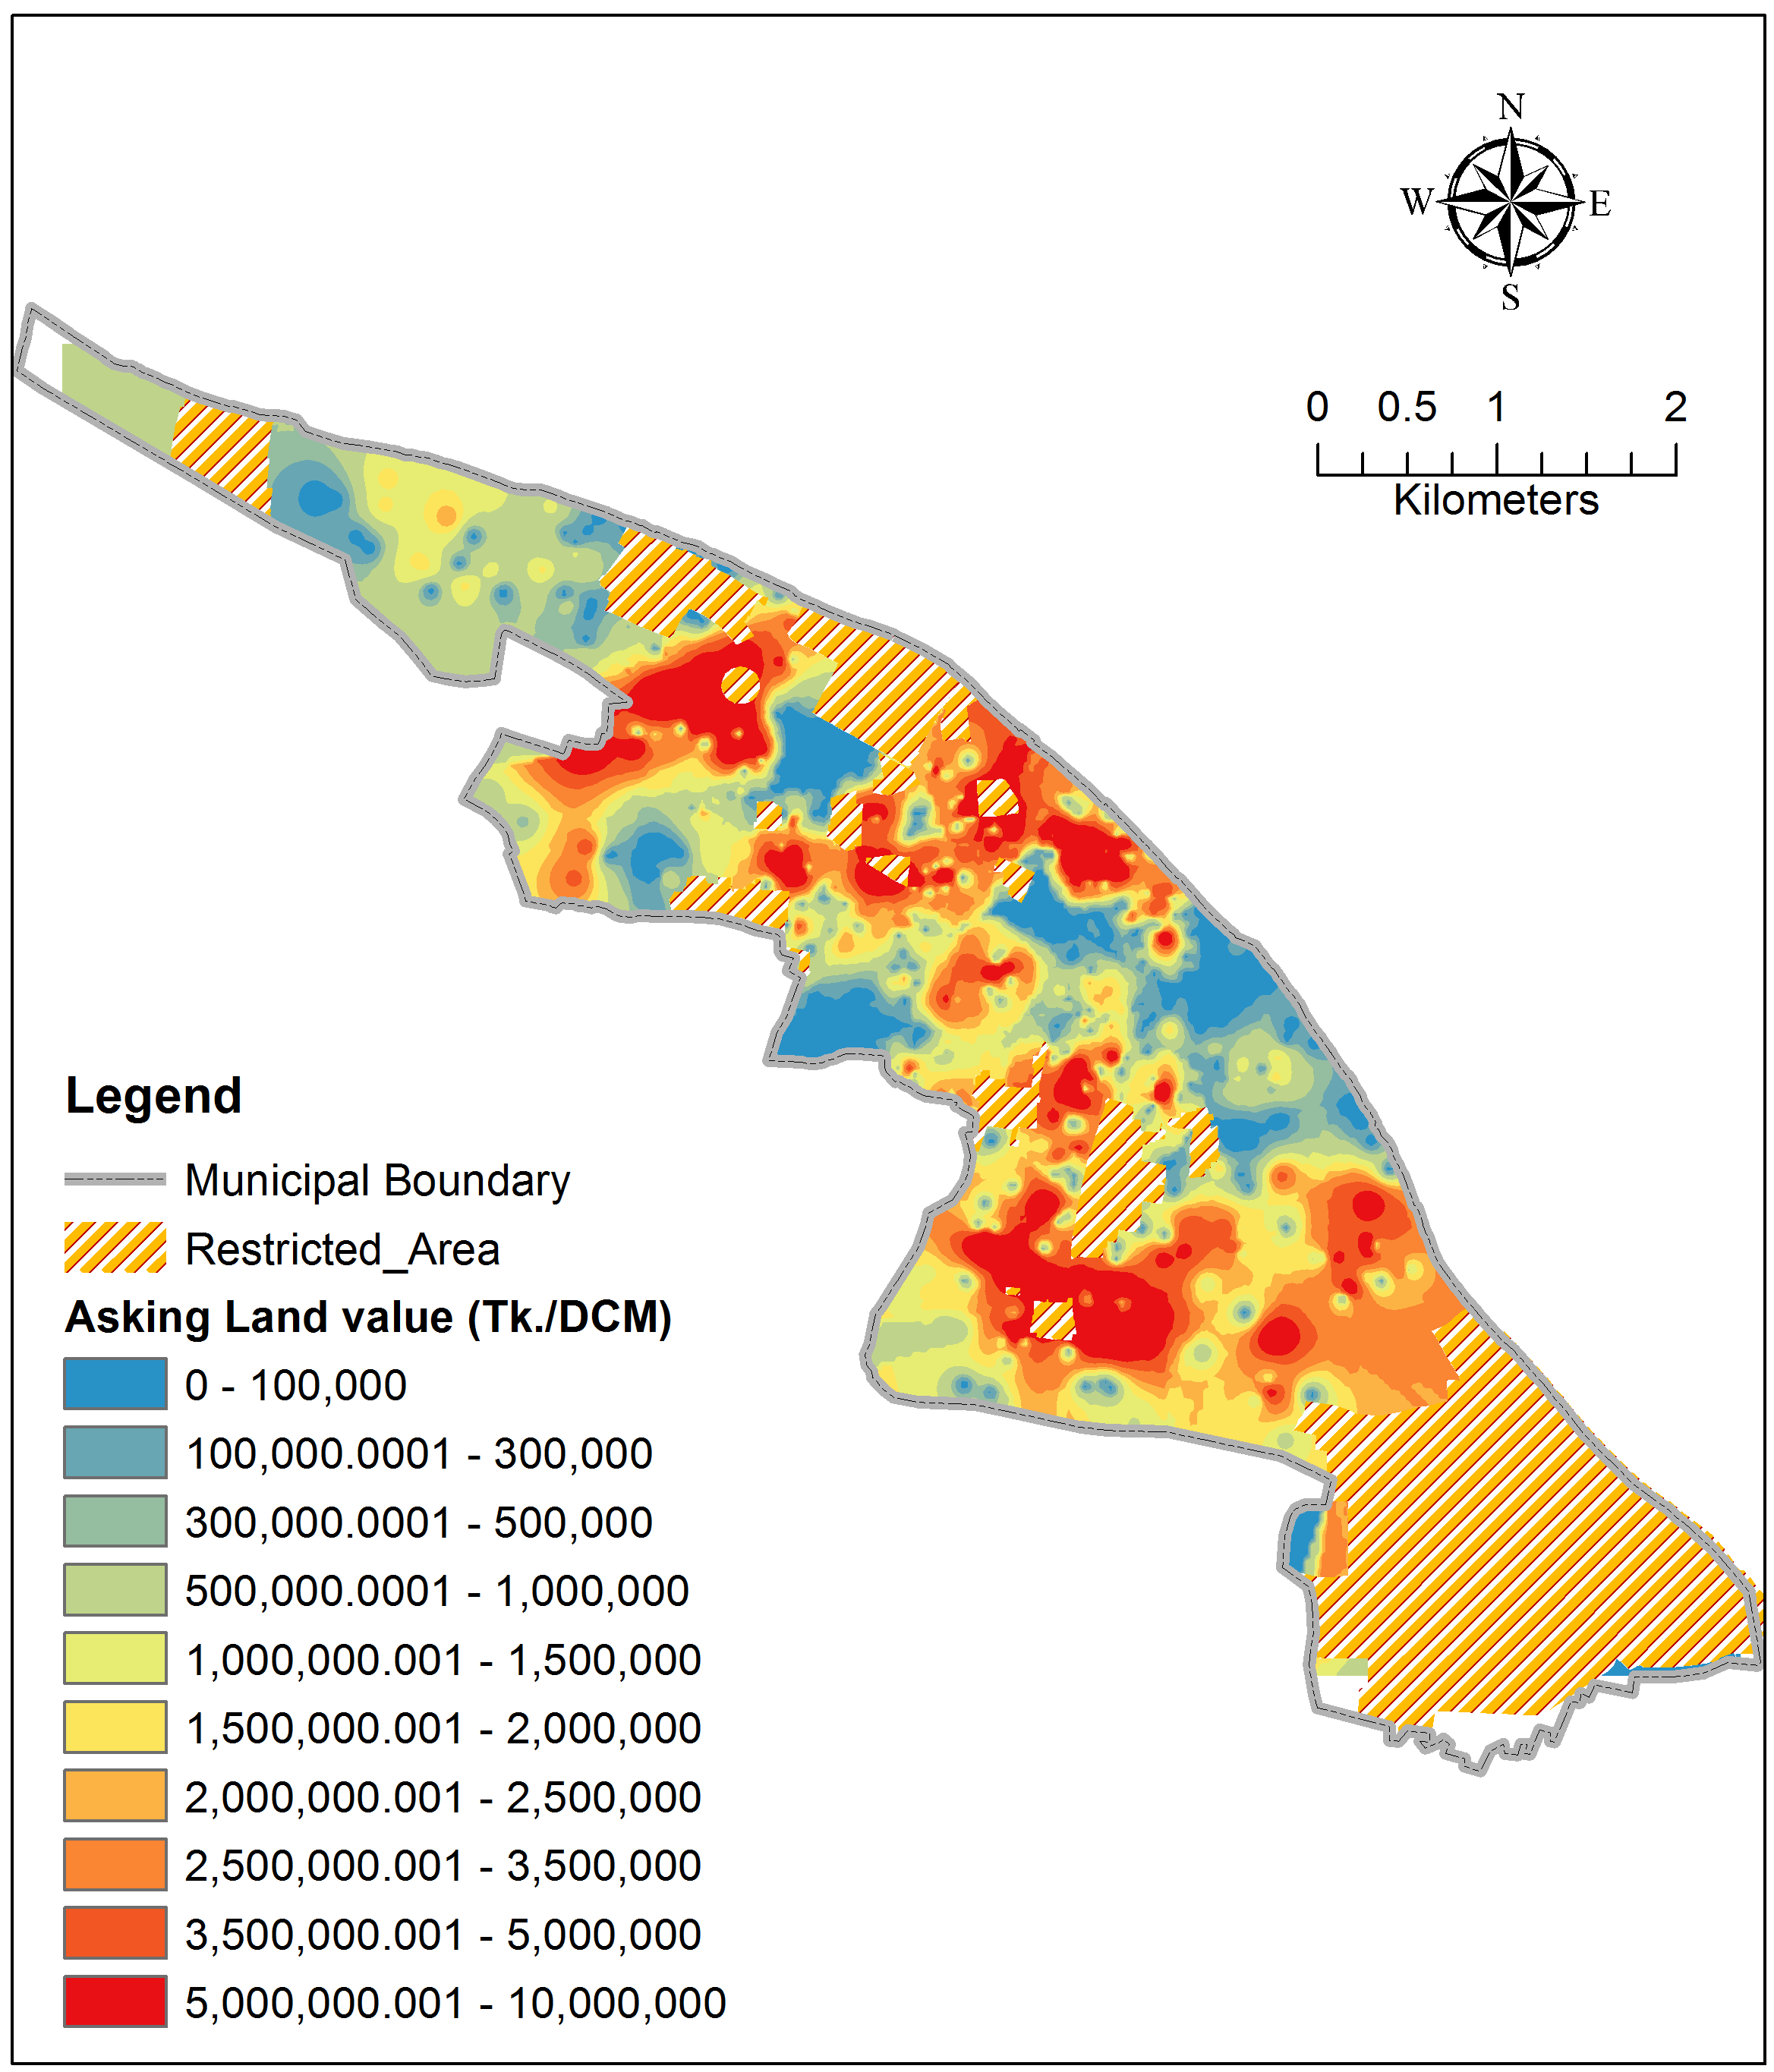 N
W E
S
0 0.5 1 2
Kilometers
Legend
Municipal Boundary
Restricted_Area
Asking Land value (Tk./DCM)
0 - 100,000
100,000.0001 - 300,000
300,000.0001 - 500,000
500,000.0001 - 1,000,000
1,000,000.001 - 1,500,000
1,500,000.001 - 2,000,000
2,000,000.001 - 2,500,000
2,500,000.001 - 3,500,000
3,500,000.001 - 5,000,000
5,000,000.001 - 10,000,000